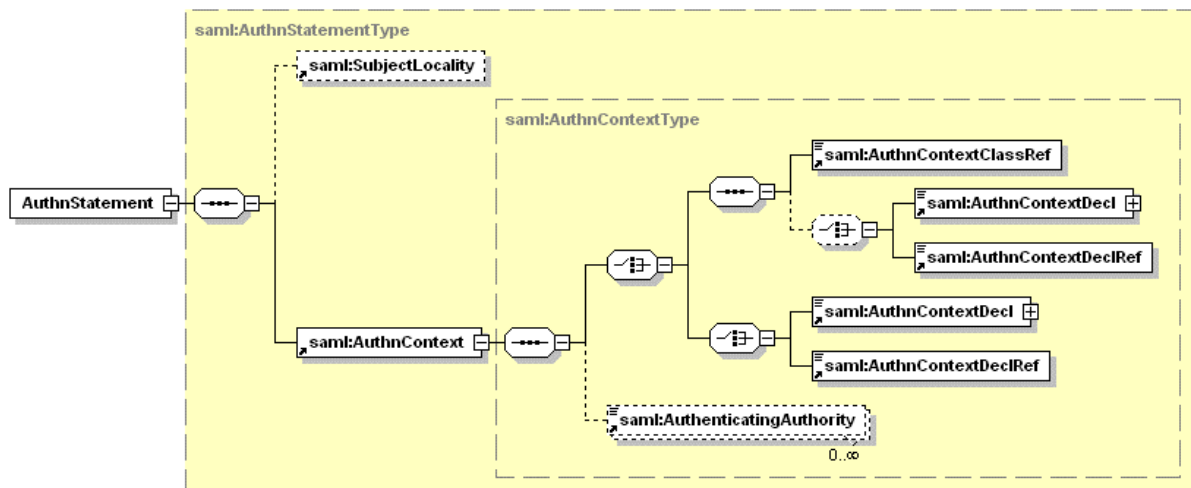 saml:AuthnStatementType
saml:SubjectLocality
saml:AuthnContextType
saml:AuthnContextClassRef
AuthnStatement
saml:AuthnContextDecl
saml:AuthnContextDeclRef
saml:AuthnContextDecl
saml:AuthnContext
saml:AuthnContextDeclRef
saml:AuthenticatingAuthority
0..∞